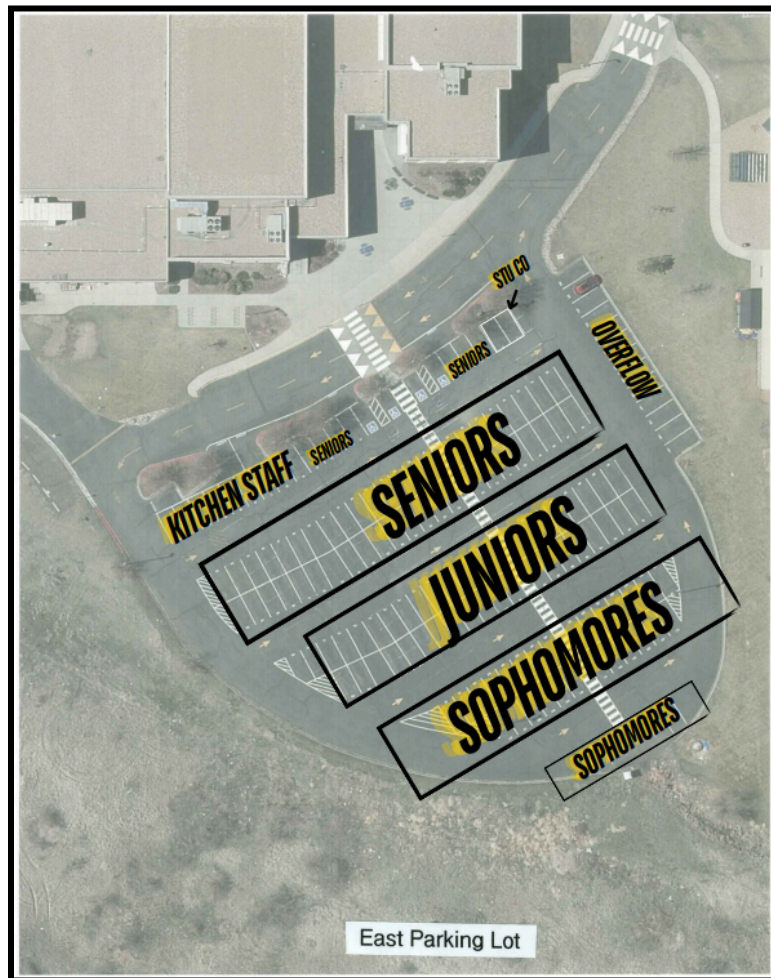 STU CO
OVERFLOW
SENIORS
SENIORS
KITCHEN STAFF
SENIORS
JUNIORS
SOPHOMORES
SOPHOMORES
East Parking Lot